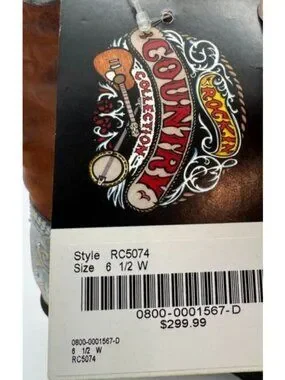 ROCKIN
COUNTRY
COLLECTION
Style RC5074
Size 6 1/2 W
0800-0001567-D
$299.99
0800-0001567-D
6 1/2 W
RC5074